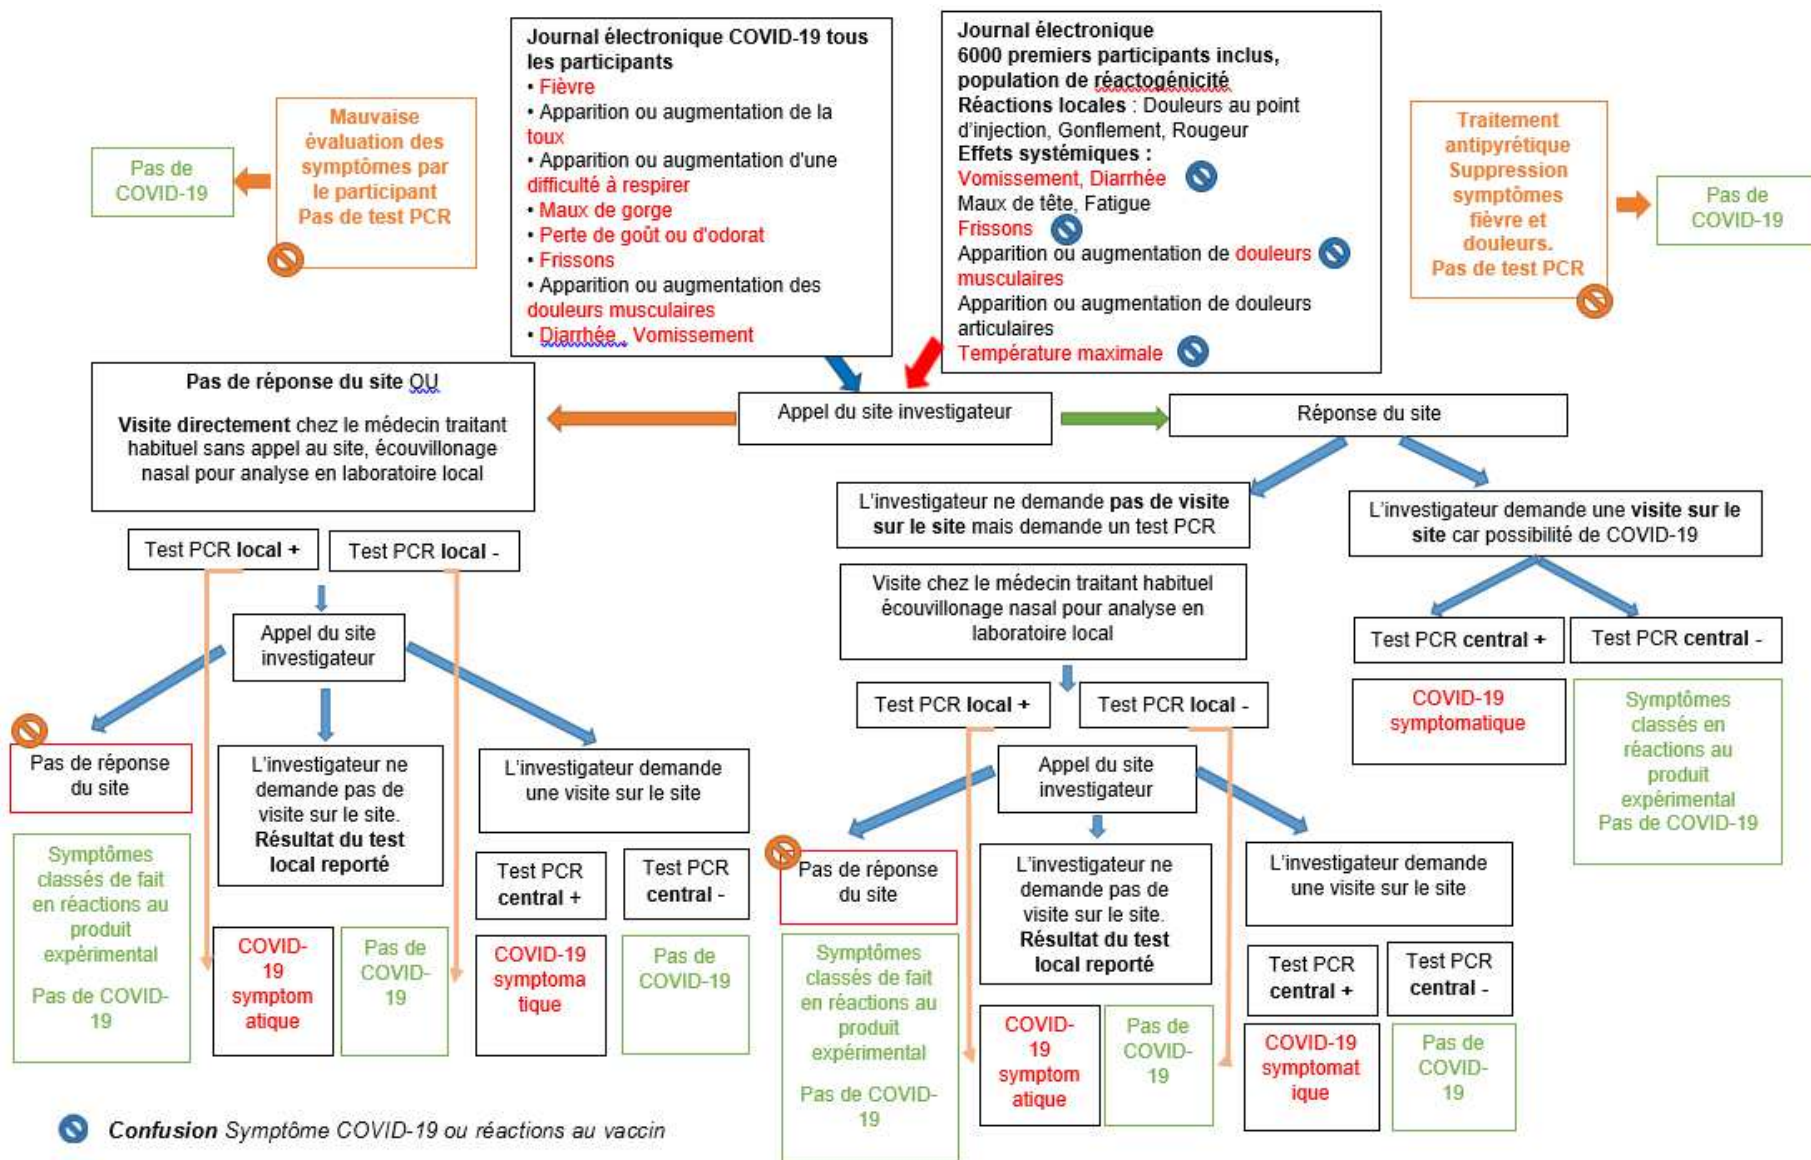 Journal électronique COVID-19 tous
les participants
• Fièvre
• Apparition ou augmentation de la
toux
• Apparition ou augmentation d'une
difficulté à respirer
• Maux de gorge
• Perte de goût ou d'odorat
• Frissons
• Apparition ou augmentation des
douleurs musculaires
• Diarrhée , Vomissement
Journal électronique
6000 premiers participants inclus,
population de réactogénicité
Réactions locales : Douleurs au point
d'injection, Gonflement, Rougeur
Effets systémiques :
Vomissement, Diarrhée
Maux de tête, Fatigue
Frissons
Apparition ou augmentation de douleurs
musculaires
Apparition ou augmentation de douleurs
articulaires
Température maximale
Mauvaise
évaluation des
symptômes par
le participant
Pas de test PCR
Pas de
COVID-19
Traitement
antipyrétique
Suppression
symptômes
fièvre et
douleurs.
Pas de test PCR
Pas de
COVID-19
Pas de réponse du site OU
Visite directement chez le médecin traitant
habituel sans appel au site, écouvillonage
nasal pour analyse en laboratoire local
Appel du site investigateur
Réponse du site
L'investigateur ne demande pas de visite
sur le site mais demande un test PCR
L'investigateur demande une visite sur le
site car possibilité de COVID-19
Test PCR local +
Test PCR local -
Visite chez le médecin traitant habituel
écouvillonage nasal pour analyse en
laboratoire local
Appel du site
investigateur
Test PCR central +
Test PCR central -
COVID-19
symptomatique
Symptômes
classés en
réactions au
produit
expérimental
Pas de COVID-19
Test PCR local +
Test PCR local -
Pas de réponse
du site
L'investigateur ne
demande pas de
visite sur le site.
Résultat du test
local reporté
L'investigateur demande
une visite sur le site
Appel du site
investigateur
Symptômes
classés de fait
en réactions au
produit
expérimental
Pas de COVID-
19
Test PCR
central +
Test PCR
central -
COVID-
19
symptom
atique
Pas de
COVID-
19
COVID-19
symptoma
tique
Pas de
COVID-19
Pas de réponse
du site
L'investigateur ne
demande pas de
visite sur le site.
Résultat du test
local reporté
L'investigateur demande
une visite sur le site
Symptômes
classés de fait
en réactions au
produit
expérimental
Pas de COVID-
19
Test PCR
central +
Test PCR
central -
COVID-
19
symptom
atique
Pas de
COVID-
19
COVID-19
symptomat
ique
Pas de
COVID-
19
Confusion Symptôme COVID-19 ou réactions au vaccin